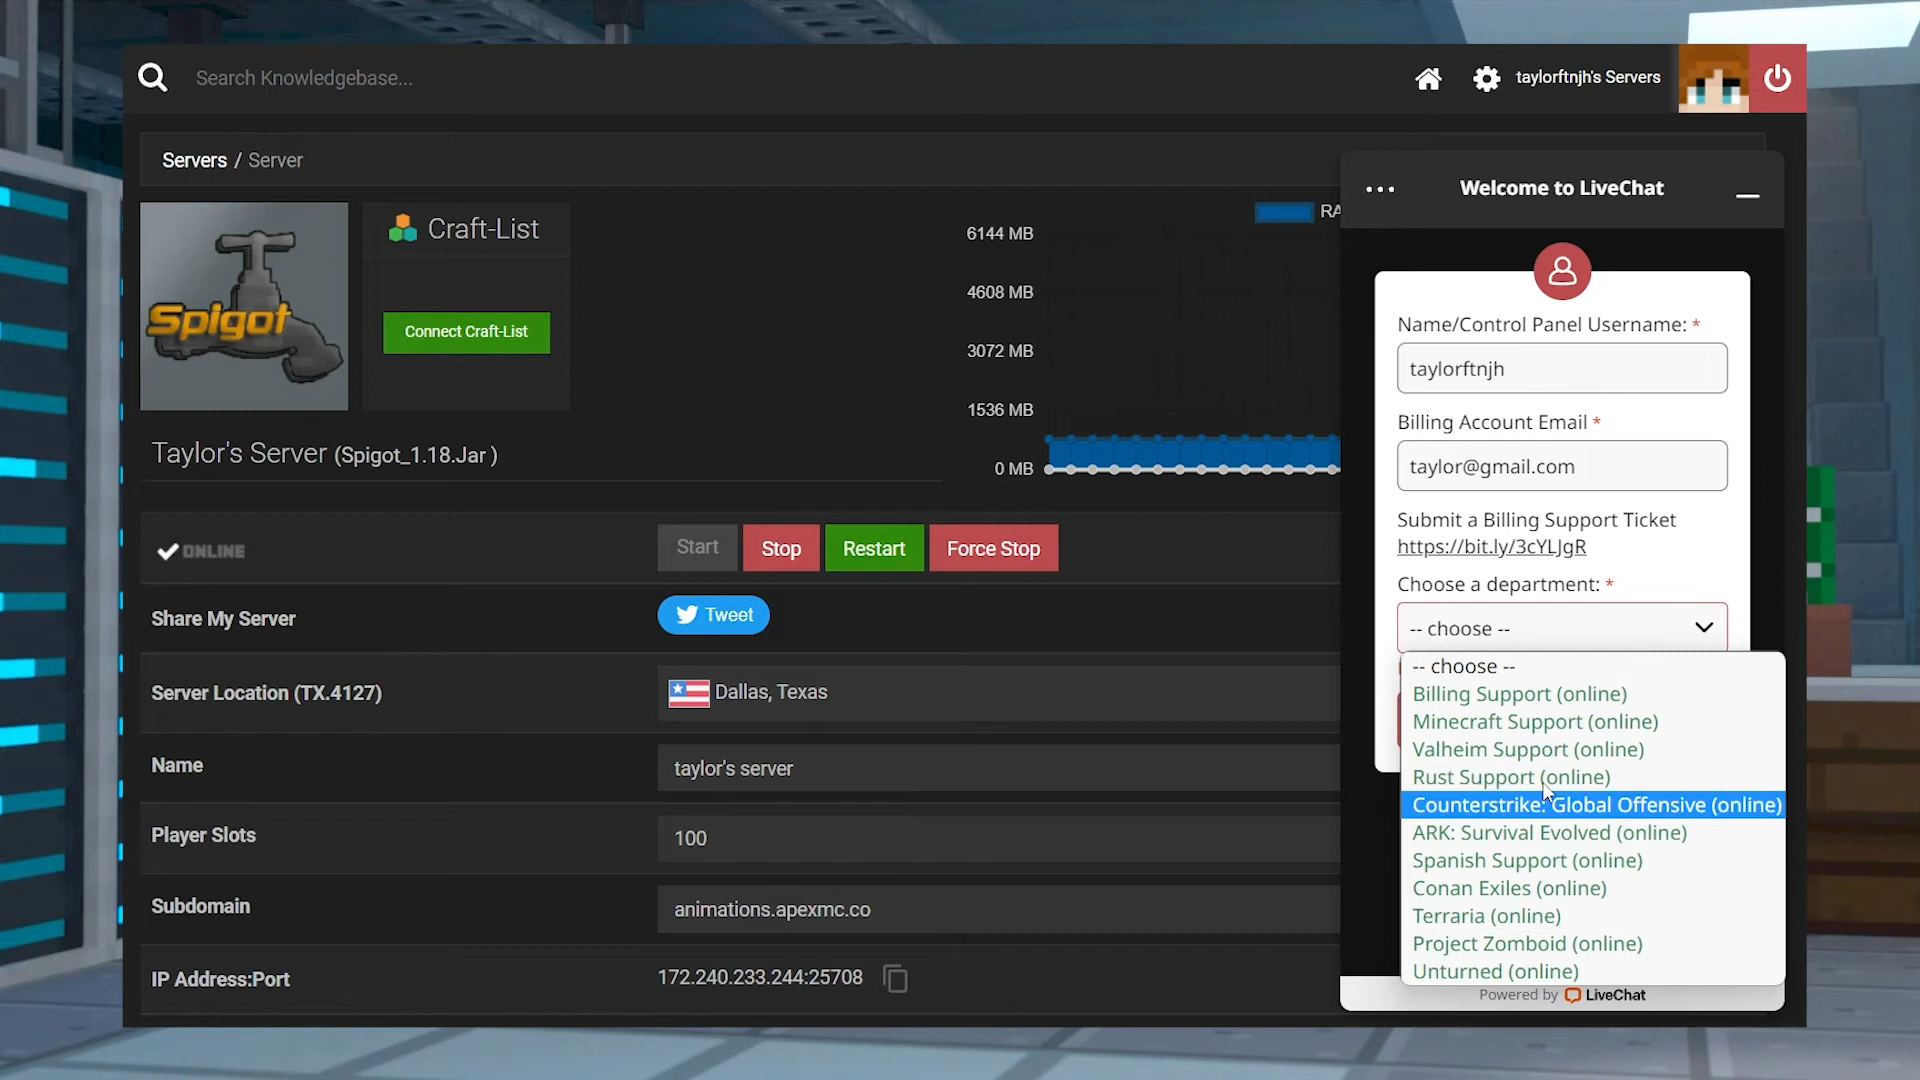 Search Knowledgebase...
taylorftnjh's Servers
Servers / Server
Spigot
Craft-List
Connect Craft-List
6144 MB
4608 MB
3072 MB
1536 MB
0 MB
RA
Taylor's Server (Spigot_1.18.Jar )
ONLINE
Start
Stop
Restart
Force Stop
Share My Server
Tweet
Server Location (TX.4127)
Dallas, Texas
Name
taylor's server
Player Slots
100
Subdomain
animations.apexmc.co
IP Address:Port
172.240.233.244:25708
Welcome to LiveChat
Name/Control Panel Username: *
taylorftnjh
Billing Account Email *
taylor@gmail.com
Submit a Billing Support Ticket
https://bit.ly/3cYLJgR
Choose a department: *
-- choose --
-- choose --
Billing Support (online)
Minecraft Support (online)
Valheim Support (online)
Rust Support (online)
Counterstrike: Global Offensive (online)
ARK: Survival Evolved (online)
Spanish Support (online)
Conan Exiles (online)
Terraria (online)
Project Zomboid (online)
Unturned (online)
Powered by LiveChat